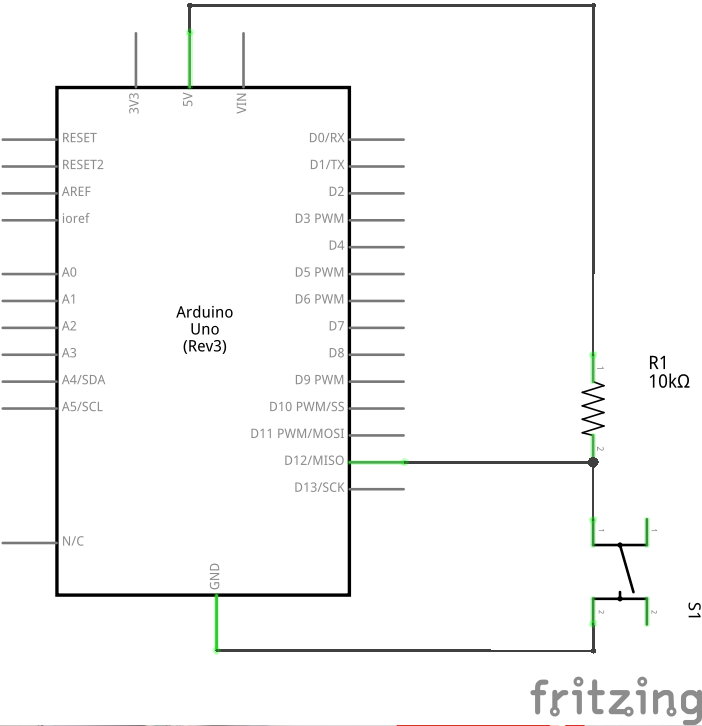 3V3
5V
VIN
RESET
RESET2
AREF
ioref
A0
A1
A2
A3
A4/SDA
A5/SCL
N/C
Arduino
Uno
(Rev3)
D0/RX
D1/TX
D2
D3 PWM
D4
D5 PWM
D6 PWM
D7
D8
D9 PWM
D10 PWM/SS
D11 PWM/MOSI
D12/MISO
D13/SCK
GND
1
R1
10kΩ
2
1
1
2
2
S1
fritzing